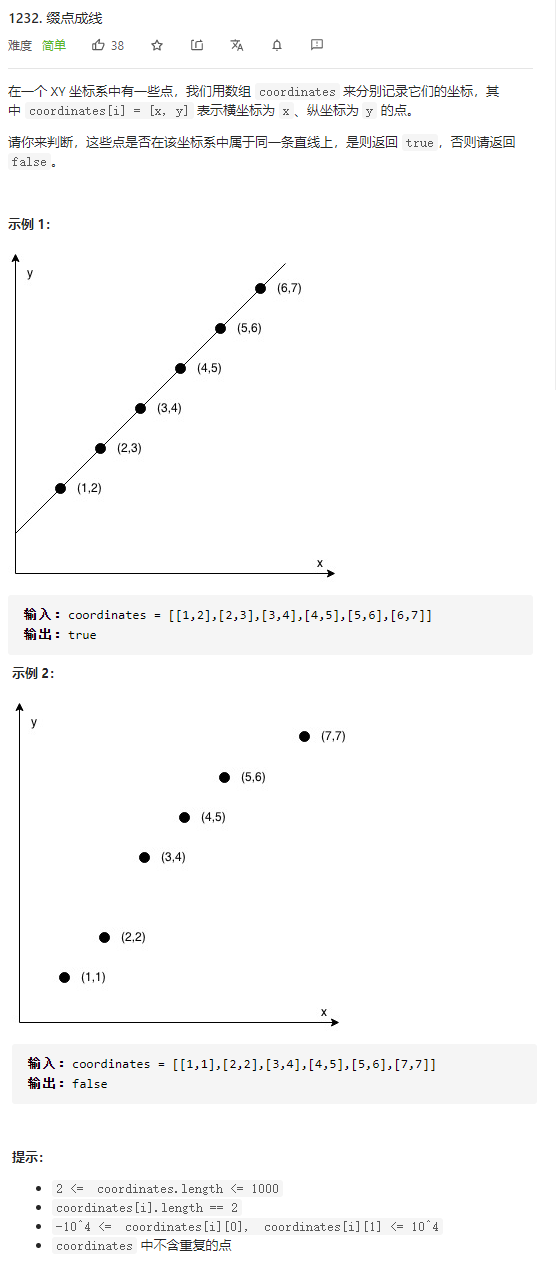 1232. 缀点成线
难度 简单 38
在一个 XY 坐标系中有一些点，我们用数组 coordinates 来分别记录它们的坐标，其
中 coordinates[i] = [x, y] 表示横坐标为 x 、纵坐标为 y 的点。
请你来判断，这些点是否在该坐标系中属于同一条直线上，是则返回 true，否则请返回
false 。
示例 1：
y
(6,7)
(5,6)
(4,5)
(3,4)
(2,3)
(1,2)
x
输入：coordinates = [[1,2],[2,3],[3,4],[4,5],[5,6],[6,7]]
输出：true
示例 2：
y
(7,7)
(5,6)
(4,5)
(3,4)
(2,2)
(1,1)
x
输入：coordinates = [[1,1],[2,2],[3,4],[4,5],[5,6],[7,7]]
输出：false
提示：
2 <= coordinates.length <= 1000
coordinates[i].length == 2
-10^4 <= coordinates[i][0], coordinates[i][1] <= 10^4
coordinates 中不含重复的点